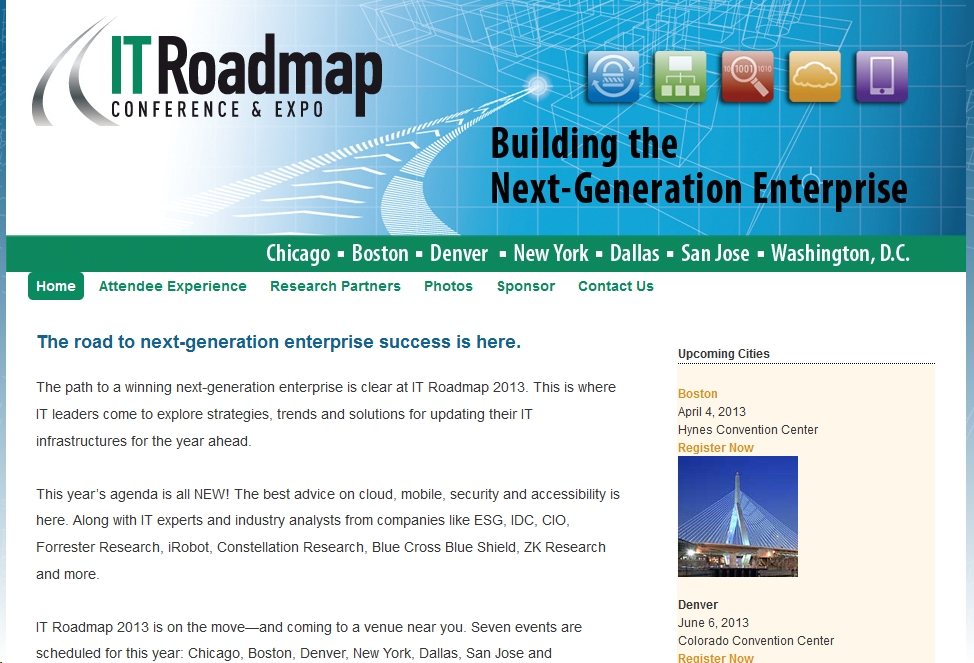 IT Roadmap
CONFERENCE & EXPO
10 1001 1010
Building the
Next-Generation Enterprise
Chicago ▪ Boston ▪ Denver ▪ New York ▪ Dallas ▪ San Jose ▪ Washington, D.C.
Home Attendee Experience Research Partners Photos Sponsor Contact Us
The road to next-generation enterprise success is here.
The path to a winning next-generation enterprise is clear at IT Roadmap 2013. This is where
IT leaders come to explore strategies, trends and solutions for updating their IT
infrastructures for the year ahead.
This year’s agenda is all NEW! The best advice on cloud, mobile, security and accessibility is
here. Along with IT experts and industry analysts from companies like ESG, IDC, CIO,
Forrester Research, iRobot, Constellation Research, Blue Cross Blue Shield, ZK Research
and more.
IT Roadmap 2013 is on the move—and coming to a venue near you. Seven events are
scheduled for this year: Chicago, Boston, Denver, New York, Dallas, San Jose and
Upcoming Cities
Boston
April 4, 2013
Hynes Convention Center
Register Now
Denver
June 6, 2013
Colorado Convention Center
Register Now